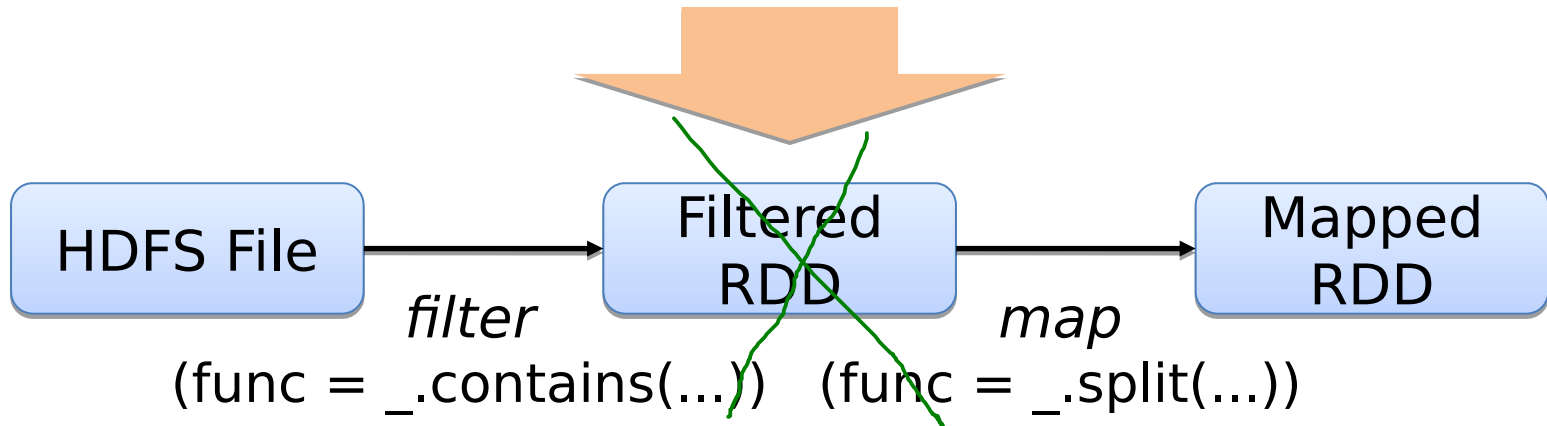 HDFS File
Filtered
RDD
Mapped
RDD
filter
map
(func = _.contains(...))
(func = _.split(...))